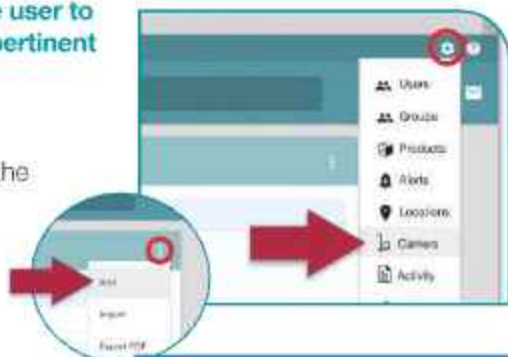 e user to
pertinent
he
Users
Groups
Products
Alerts
Locations
Carriers
Activity
Add
Import
Export PDF